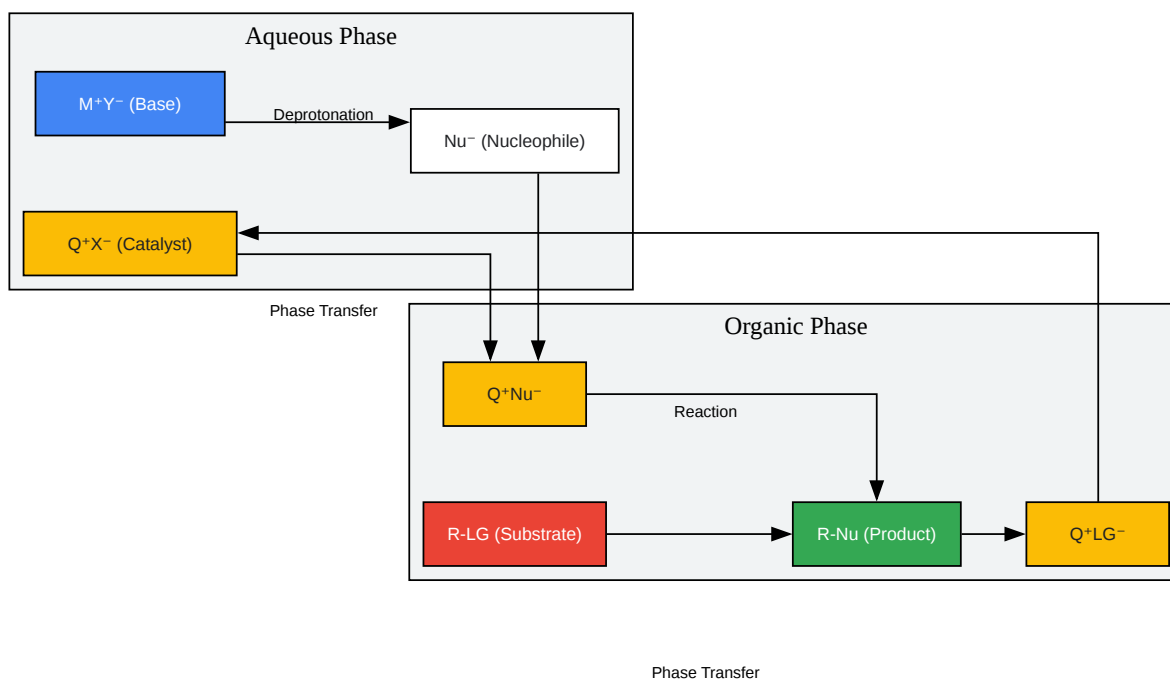 Aqueous Phase
M⁺Y⁻ (Base)
Deprotonation
Nu⁻ (Nucleophile)
Q⁺X⁻ (Catalyst)
Phase Transfer
Organic Phase
Q⁺Nu⁻
Reaction
R-LG (Substrate)
R-Nu (Product)
Q⁺LG⁻
Phase Transfer